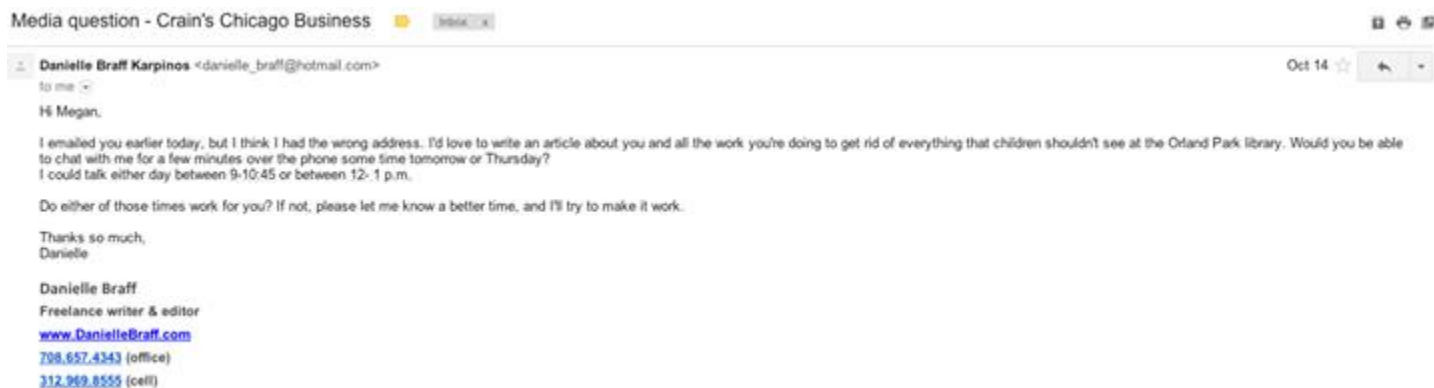 Media question - Crain's Chicago Business
Inbox x
Danielle Braff Karpinos <danielle_braff@hotmail.com>
Oct 14
to me
Hi Megan,
I emailed you earlier today, but I think I had the wrong address. I'd love to write an article about you and all the work you're doing to get rid of everything that children shouldn't see at the Orland Park library. Would you be able
to chat with me for a few minutes over the phone some time tomorrow or Thursday?
I could talk either day between 9-10:45 or between 12- 1 p.m.
Do either of those times work for you? If not, please let me know a better time, and I'll try to make it work.
Thanks so much,
Danielle
Danielle Braff
Freelance writer & editor
www.DanielleBraff.com
708.657.4343 (office)
312.969.8555 (cell)